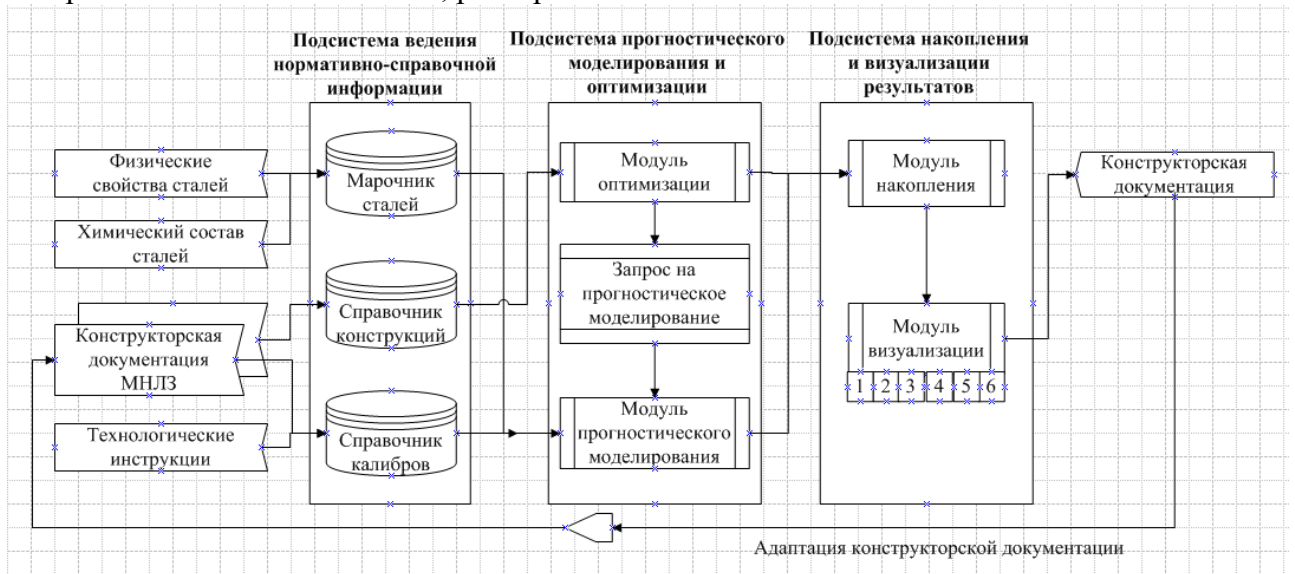 Подсистема ведения
нормативно-справочной
информации
Подсистема прогностического
моделирования и
оптимизации
Подсистема накопления
и визуализации
результатов
Физические
свойства сталей
Химический состав
сталей
Конструкторская
документация
МНЛЗ
Технологические
инструкции
Марочник
сталей
Справочник
конструкций
Справочник
калибров
Модуль
оптимизации
Запрос на
прогностическое
моделирование
Модуль
прогностического
моделирования
Модуль
накопления
Модуль
визуализации
1 2 3 4 5 6
Конструкторская
документация
Адаптация конструкторской документации